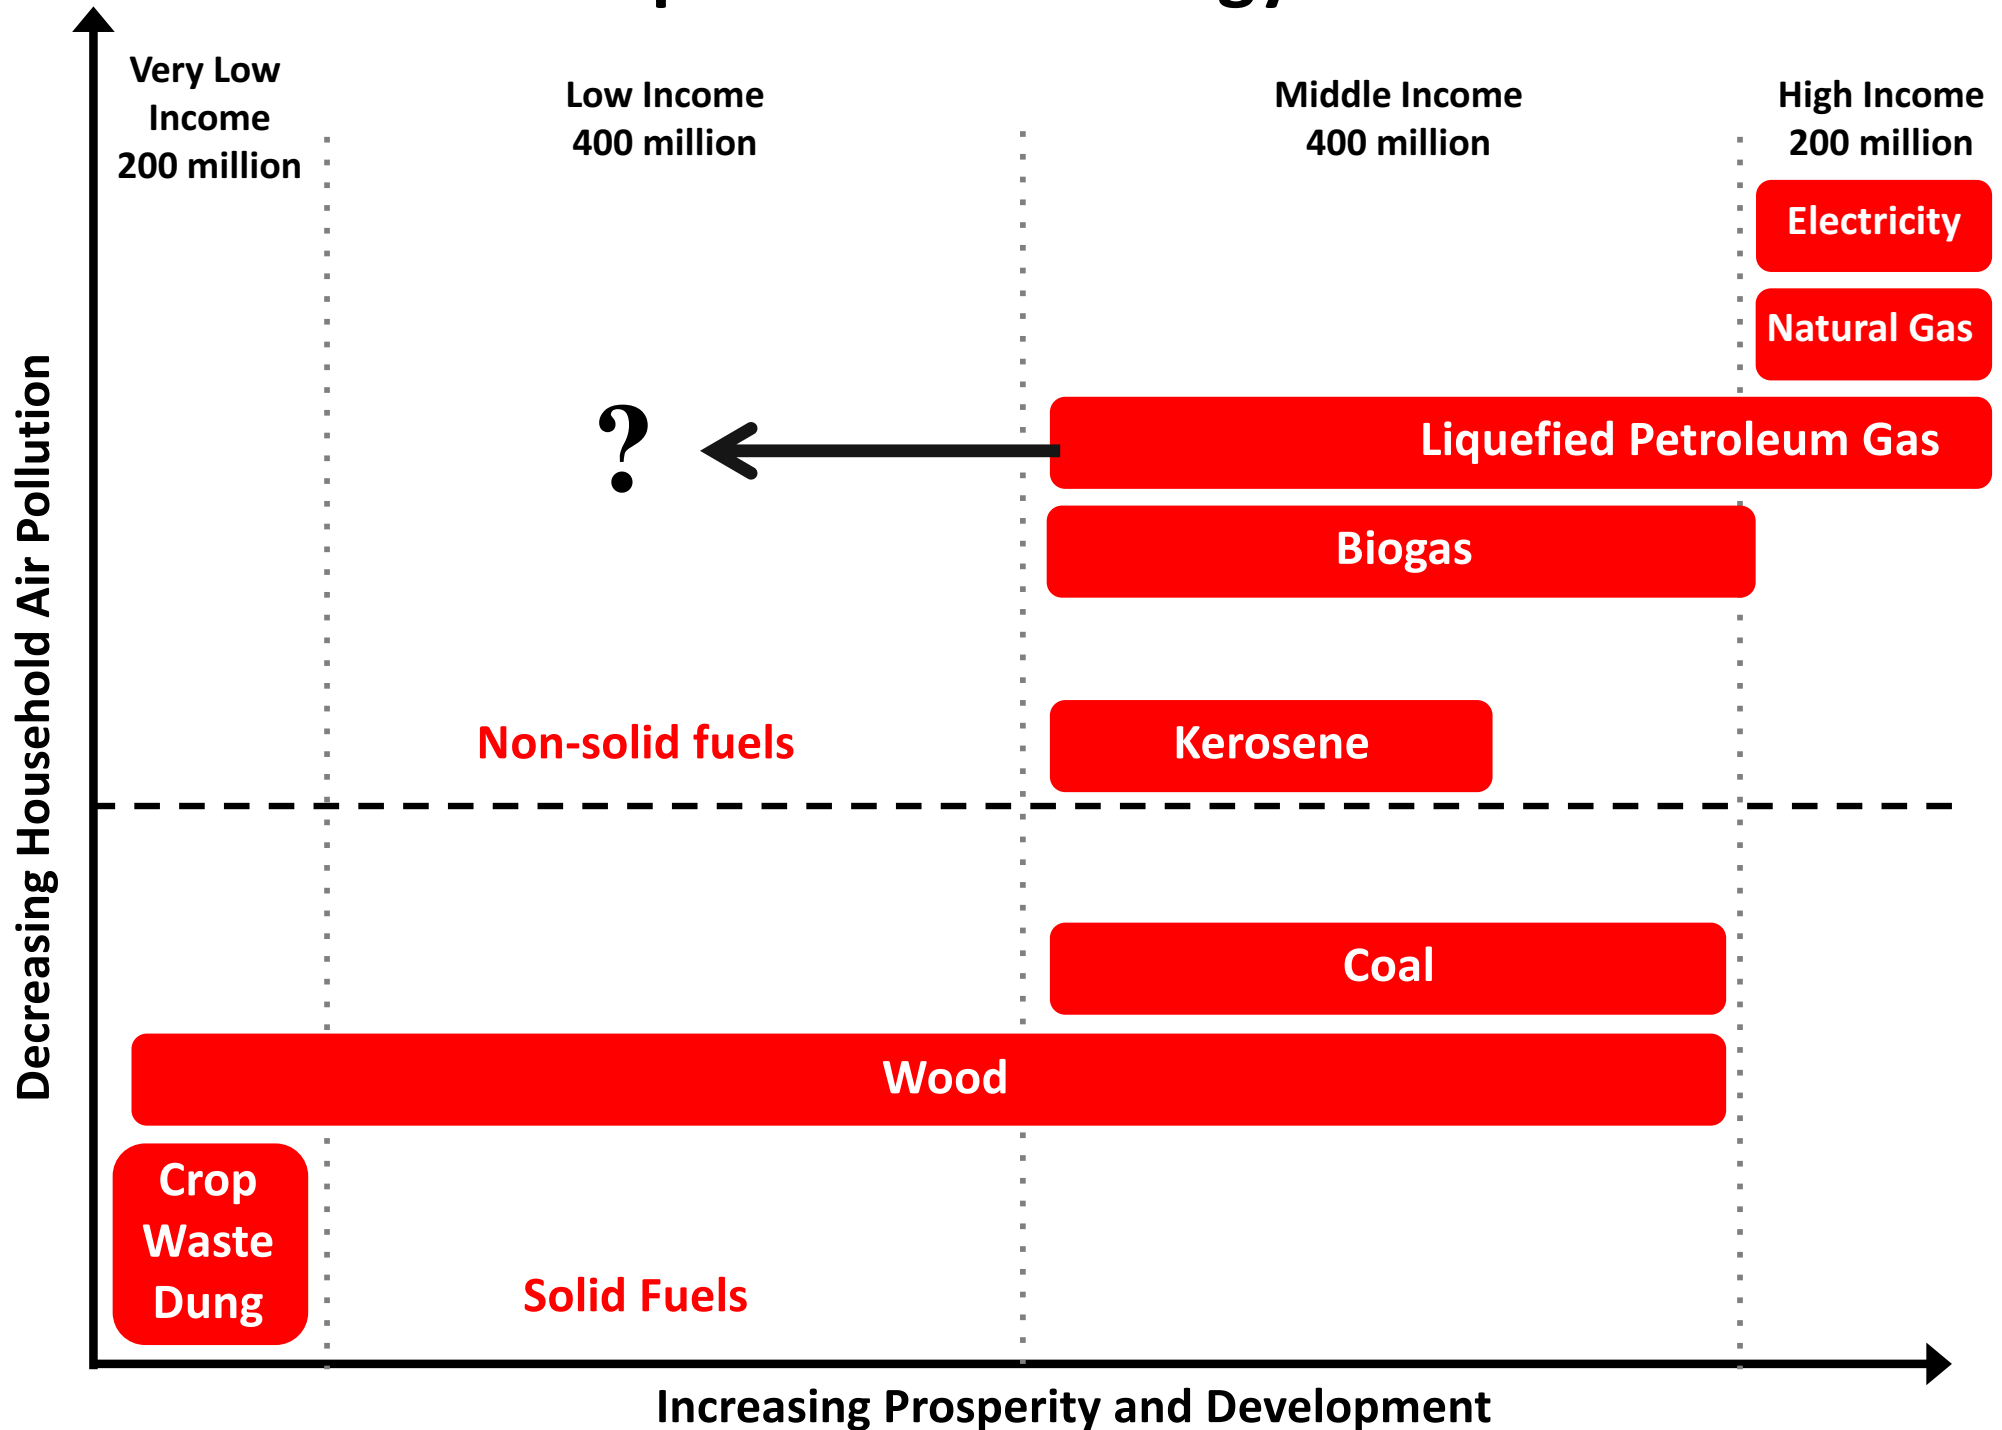 Very Low
Income
200 million
Low Income
400 million
Middle Income
400 million
High Income
200 million
Electricity
Natural Gas
?
Liquefied Petroleum Gas
Biogas
Non-solid fuels
Kerosene
Coal
Wood
Crop
Waste
Dung
Solid Fuels
Decreasing Household Air Pollution
Increasing Prosperity and Development